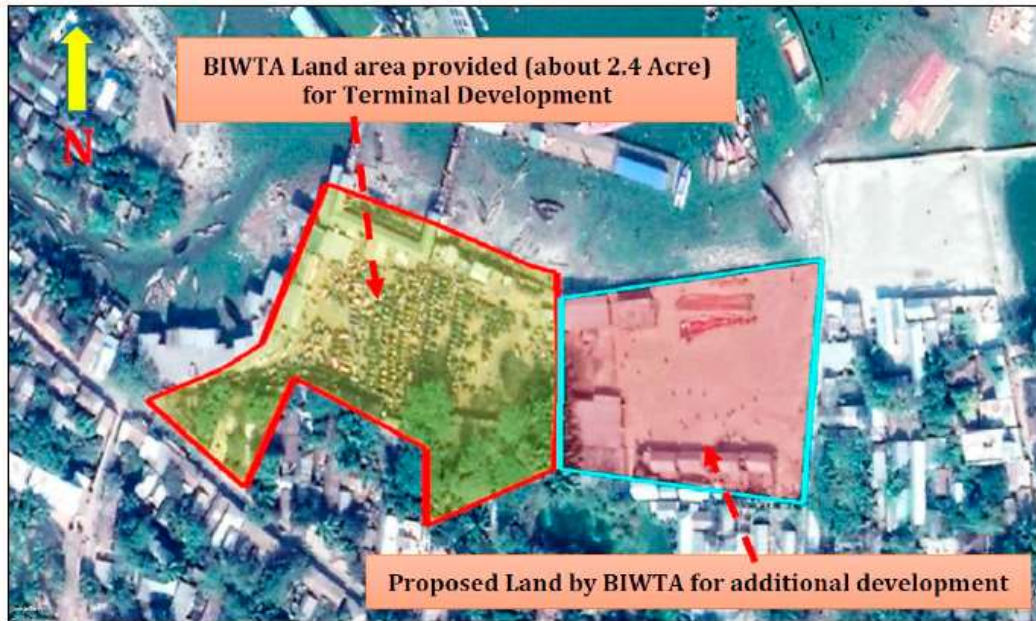 BIWTA Land area provided (about 2.4 Acre)
for Terminal Development
N
Proposed Land by BIWTA for additional development